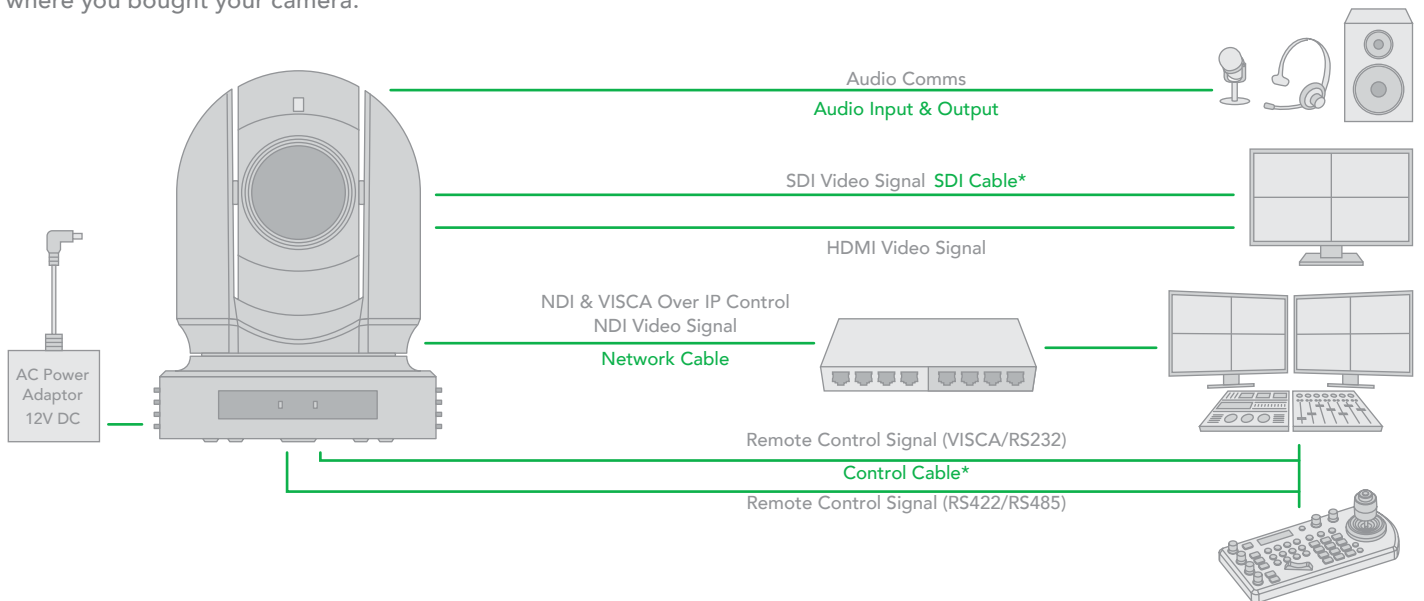 where you bought your camera.
Audio Comms
Audio Input & Output
SDI Video Signal SDI Cable*
HDMI Video Signal
NDI & VISCA Over IP Control
NDI Video Signal
Network Cable
AC Power
Adaptor
12V DC
Remote Control Signal (VISCA/RS232)
Control Cable*
Remote Control Signal (RS422/RS485)